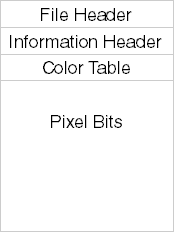 File Header
Information Header
Color Table
Pixel Bits